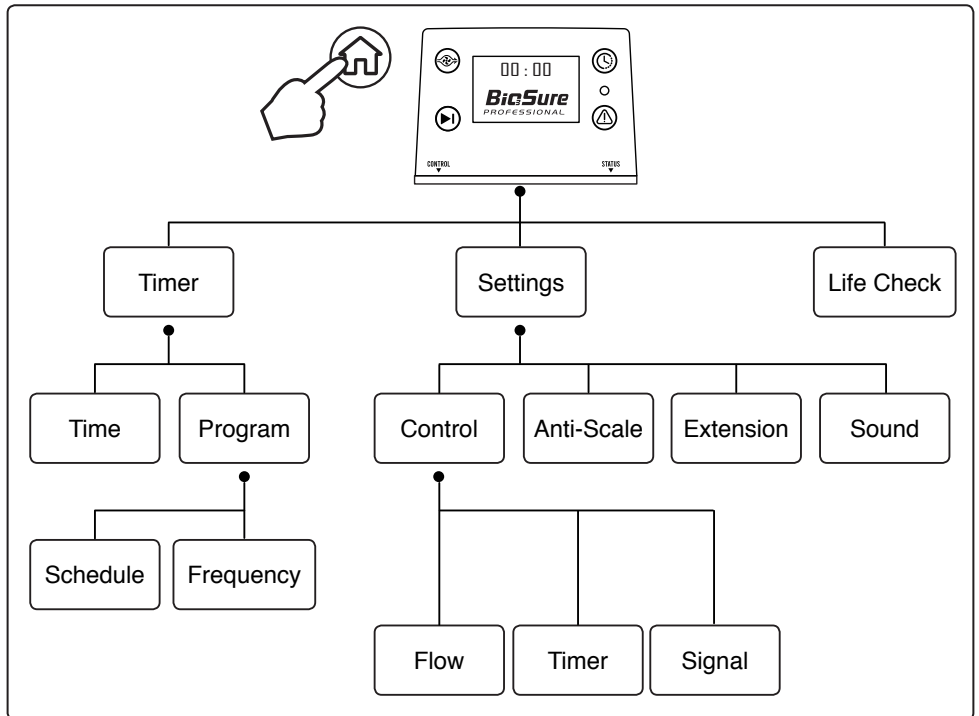 00 : 00
BioSure
PROFESSIONAL
CONTROL
STATUS
Timer
Settings
Life Check
Time
Program
Control
Anti-Scale
Extension
Sound
Schedule
Frequency
Flow
Timer
Signal